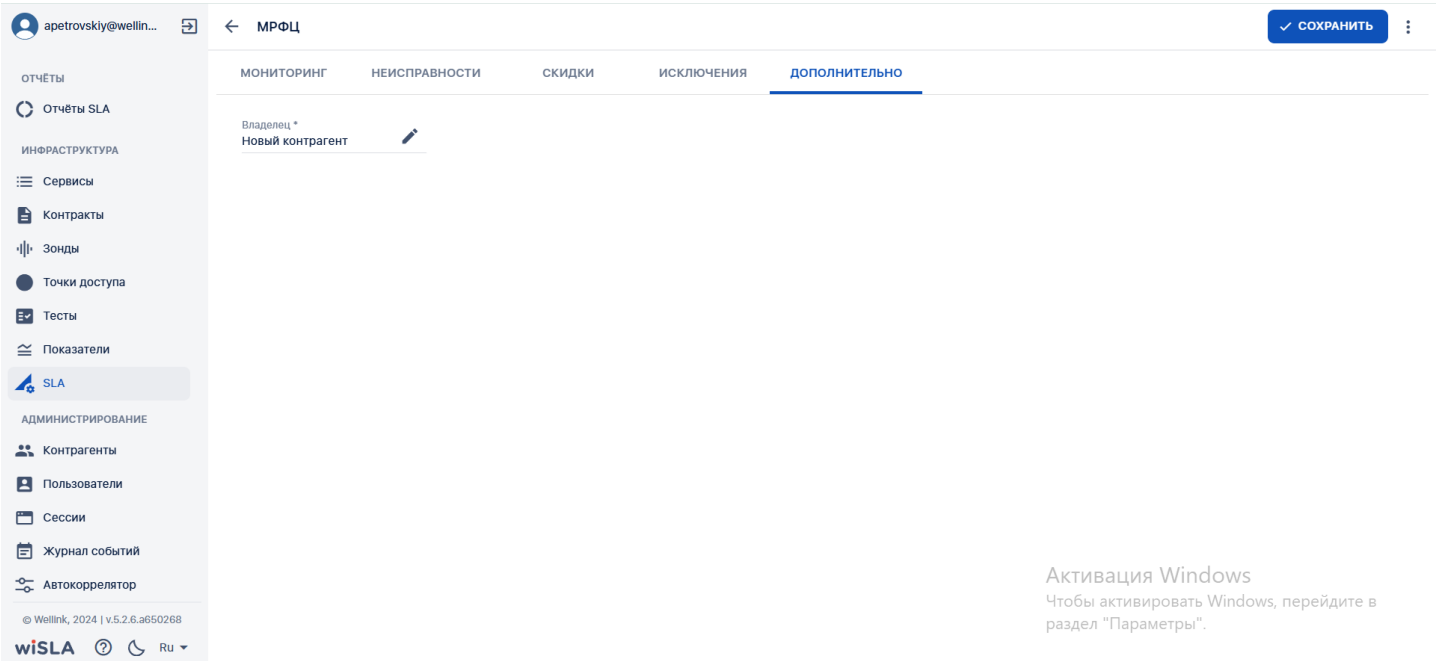 apetrovskiy@wellin...
МРФЦ
СОХРАНИТЬ
МОНИТОРИНГ
НЕИСПРАВНОСТИ
СКИДКИ
ИСКЛЮЧЕНИЯ
ДОПОЛНИТЕЛЬНО
ОТЧЁТЫ
Отчёты SLA
ИНФРАСТРУКТУРА
Сервисы
Контракты
Зонды
Точки доступа
Тесты
Показатели
SLA
АДМИНИСТРИРОВАНИЕ
Контрагенты
Пользователи
Сессии
Журнал событий
Автокоррелятор
© Wellink, 2024 | v.5.2.6.a650268
wiSLA
Ru
Владелец *
Новый контрагент
Активация Windows
Чтобы активировать Windows, перейдите в
раздел "Параметры".